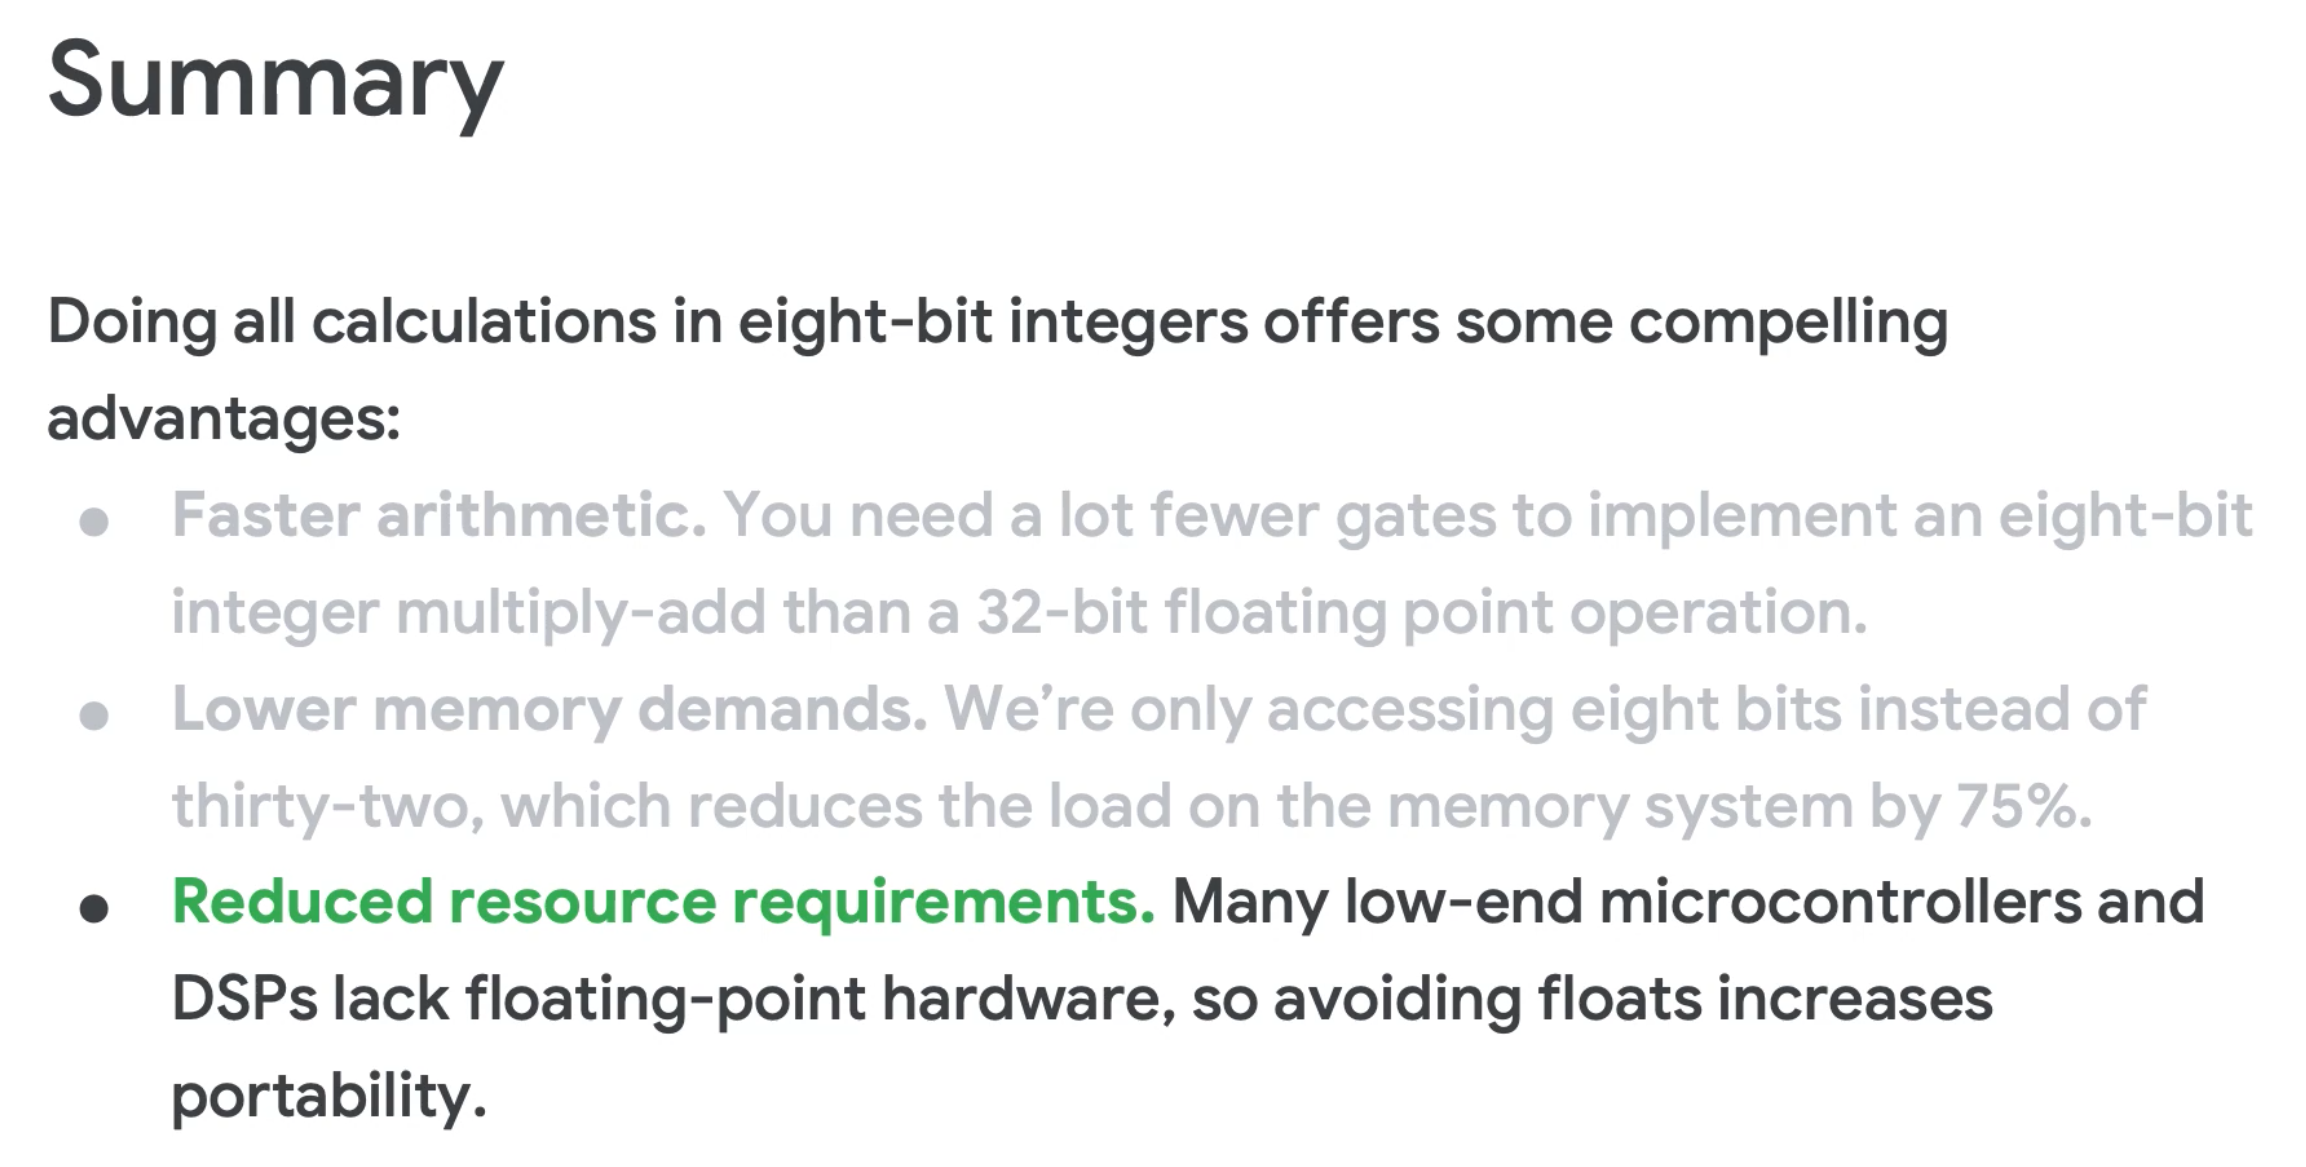 Summary
Doing all calculations in eight-bit integers offers some compelling
advantages:
● Faster arithmetic. You need a lot fewer gates to implement an eight-bit
integer multiply-add than a 32-bit floating point operation.
● Lower memory demands. We’re only accessing eight bits instead of
thirty-two, which reduces the load on the memory system by 75%.
● Reduced resource requirements. Many low-end microcontrollers and
DSPs lack floating-point hardware, so avoiding floats increases
portability.